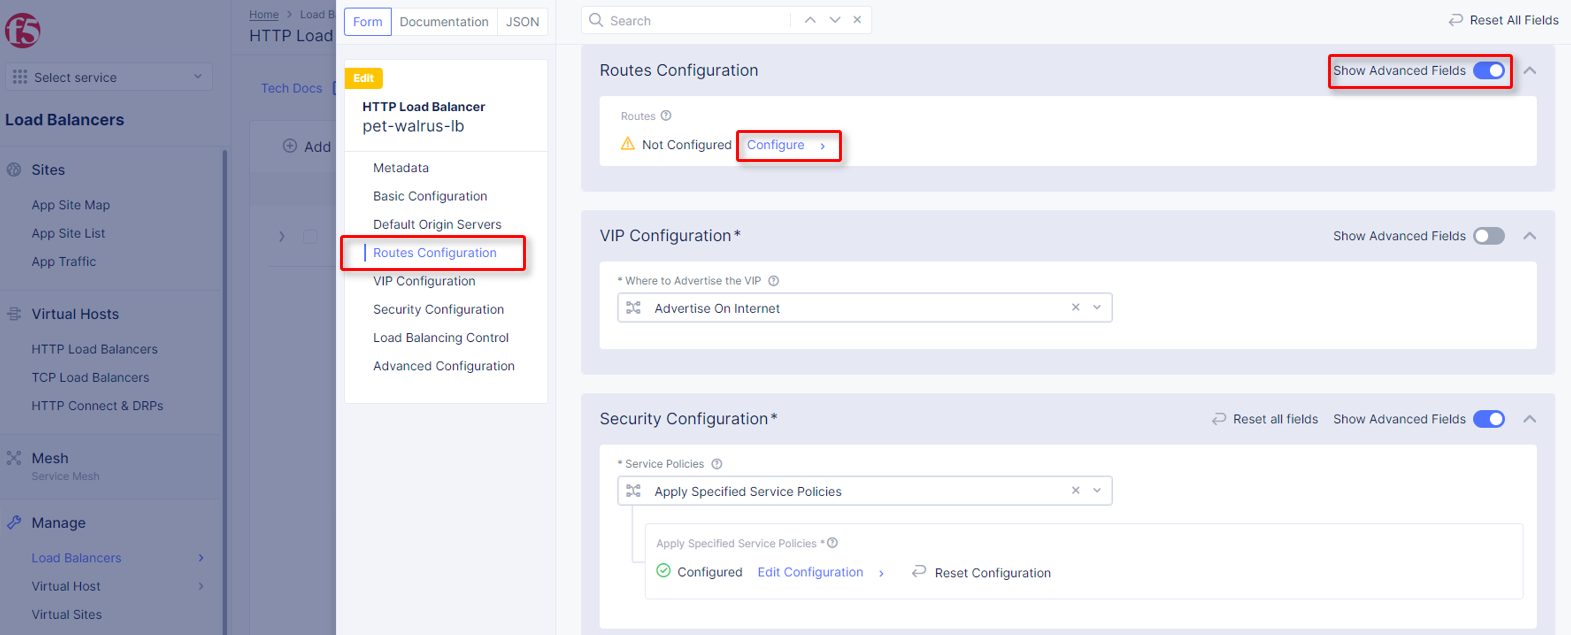 f5
Select service
Load Balancers
Sites
App Site Map
App Site List
App Traffic
Virtual Hosts
HTTP Load Balancers
TCP Load Balancers
HTTP Connect & DRPs
Mesh
Service Mesh
Manage
Load Balancers
Virtual Host
Virtual Sites
Home > Load B
HTTP Load
Tech Docs
Add
Form Documentation JSON
Edit
HTTP Load Balancer
pet-walrus-lb
Metadata
Basic Configuration
Default Origin Servers
Routes Configuration
VIP Configuration
Security Configuration
Load Balancing Control
Advanced Configuration
Search
Reset All Fields
Routes Configuration
Show Advanced Fields
Routes
Not Configured Configure >
VIP Configuration*
Show Advanced Fields
* Where to Advertise the VIP
Advertise On Internet
Security Configuration*
Reset all fields Show Advanced Fields
* Service Policies
Apply Specified Service Policies
Apply Specified Service Policies *
Configured Edit Configuration > Reset Configuration